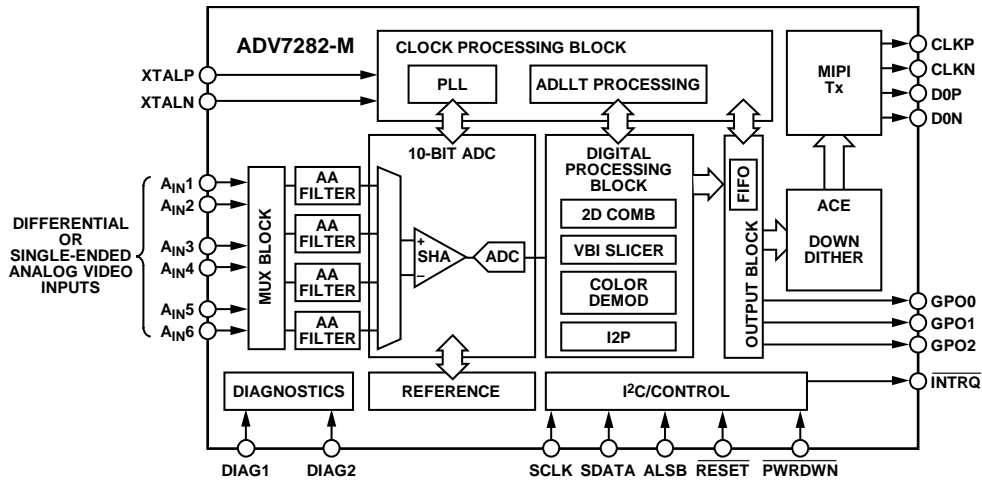 ADV7282-M
CLOCK PROCESSING BLOCK
PLL
ADLLT PROCESSING
XTALP
XTALN
MIPI
Tx
CLKP
CLKN
D0P
D0N
10-BIT ADC
DIGITAL
PROCESSING
BLOCK
2D COMB
VBI SLICER
COLOR
DEMOD
I2P
FIFO
OUTPUT BLOCK
ACE
DOWN
DITHER
DIFFERENTIAL
OR
SINGLE-ENDED
ANALOG VIDEO
INPUTS
AIN1
AIN2
AIN3
AIN4
AIN5
AIN6
MUX BLOCK
AA
FILTER
AA
FILTER
AA
FILTER
AA
FILTER
+
SHA
–
ADC
GPO0
GPO1
GPO2
INTRQ
DIAGNOSTICS
REFERENCE
I2C/CONTROL
DIAG1
DIAG2
SCLK
SDATA
ALSB
RESET
PWRDWN